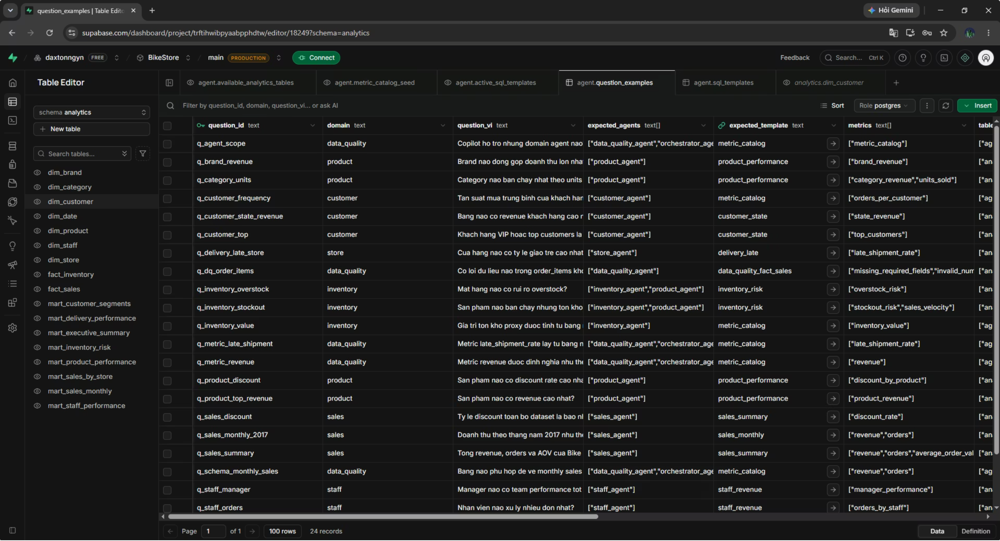 question_examples | Table Edito
Hỏi Gemini
supabase.com/dashboard/project/trftihwibpyaabpphdtw/editor/18249?schema=analytics
daxtonngyn FREE / BikeStore / main PRODUCTION Connect Feedback Search... Ctrl K
Table Editor
agent.available_analytics_tables agent.metric_catalog_seed agent.active_sql_templates agent.question_examples agent.sql_templates analytics.dim_customer
Filter by question_id, domain, question_vi... or ask AI Sort Role postgres Insert
schema analytics
New table
Search tables...
dim_brand
dim_category
dim_customer
dim_date
dim_product
dim_staff
dim_store
fact_inventory
fact_sales
mart_customer_segments
mart_delivery_performance
mart_executive_summary
mart_inventory_risk
mart_product_performance
mart_sales_by_store
mart_sales_monthly
mart_staff_performance
question_id text domain text question_vi text expected_agents text[] expected_template text metrics text[] table
q_agent_scope data_quality Copilot ho tro nhung domain agent nao ["data_quality_agent","orchestrator_age metric_catalog ["metric_catalog"] ["ag
q_brand_revenue product Brand nao dong gop doanh thu lon nha ["product_agent"] product_performance ["brand_revenue"] ["an
q_category_units product Category nao ban chay nhat theo units ["product_agent"] product_performance ["category_revenue","units_sold"] ["an
q_customer_frequency customer Tan suat mua trung binh cua khach han ["customer_agent"] metric_catalog ["orders_per_customer"] ["ag
q_customer_state_revenue customer Bang nao co revenue khach hang cao n ["customer_agent"] customer_state ["state_revenue"] ["an
q_customer_top customer Khach hang VIP hoac top customers la ["customer_agent"] customer_state ["top_customers"] ["an
q_delivery_late_store store Cua hang nao co ty le giao tre cao nhat ["store_agent"] delivery_late ["late_shipment_rate"] ["an
q_dq_order_items data_quality Co loi du lieu nao trong order_items kho ["data_quality_agent"] data_quality_fact_sales ["missing_required_fields","invalid_num ["an
q_inventory_overstock inventory Mat hang nao co rui ro overstock? ["inventory_agent","product_agent"] inventory_risk ["overstock_risk"] ["an
q_inventory_stockout inventory San pham nao ban chay nhung ton kho ["inventory_agent","product_agent"] inventory_risk ["stockout_risk","sales_velocity"] ["an
q_inventory_value inventory Gia tri ton kho proxy duoc tinh tu bang ["inventory_agent"] metric_catalog ["inventory_value"] ["ag
q_metric_late_shipment data_quality Metric late_shipment_rate lay tu bang n ["data_quality_agent","orchestrator_age metric_catalog ["late_shipment_rate"] ["ag
q_metric_revenue data_quality Metric revenue duoc dinh nghia nhu the ["data_quality_agent","orchestrator_age metric_catalog ["revenue"] ["ag
q_product_discount product San pham nao co discount rate cao nha ["product_agent"] product_performance ["discount_by_product"] ["an
q_product_top_revenue product San pham nao co revenue cao nhat? ["product_agent"] product_performance ["product_revenue"] ["an
q_sales_discount sales Ty le discount toan bo dataset la bao nh ["sales_agent"] sales_summary ["discount_rate"] ["an
q_sales_monthly_2017 sales Doanh thu theo thang nam 2017 nhu the ["sales_agent"] sales_monthly ["revenue","orders"] ["an
q_sales_summary sales Tong revenue, orders va AOV cua Bike ["sales_agent"] sales_summary ["revenue","orders","average_order_val ["an
q_schema_monthly_sales data_quality Bang nao phu hop de ve monthly sales ["data_quality_agent","orchestrator_age metric_catalog ["revenue","orders"] ["ag
q_staff_manager staff Manager nao co team performance tot ["staff_agent"] staff_revenue ["manager_performance"] ["an
q_staff_orders staff Nhan vien nao xu ly nhieu don nhat? ["staff_agent"] staff_revenue ["orders_by_staff"] ["an
Page 1 of 1 100 rows 24 records Data Definition